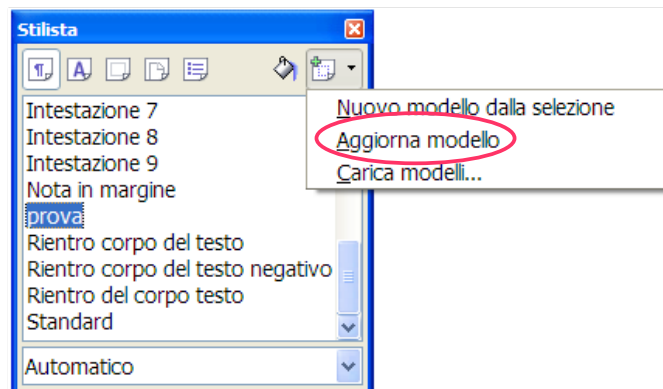 Stilista
Nuovo modello dalla selezione
Aggiorna modello
Carica modelli...
Intestazione 7
Intestazione 8
Intestazione 9
Nota in margine
prova
Rientro corpo del testo
Rientro corpo del testo negativo
Rientro del corpo testo
Standard
Automatico